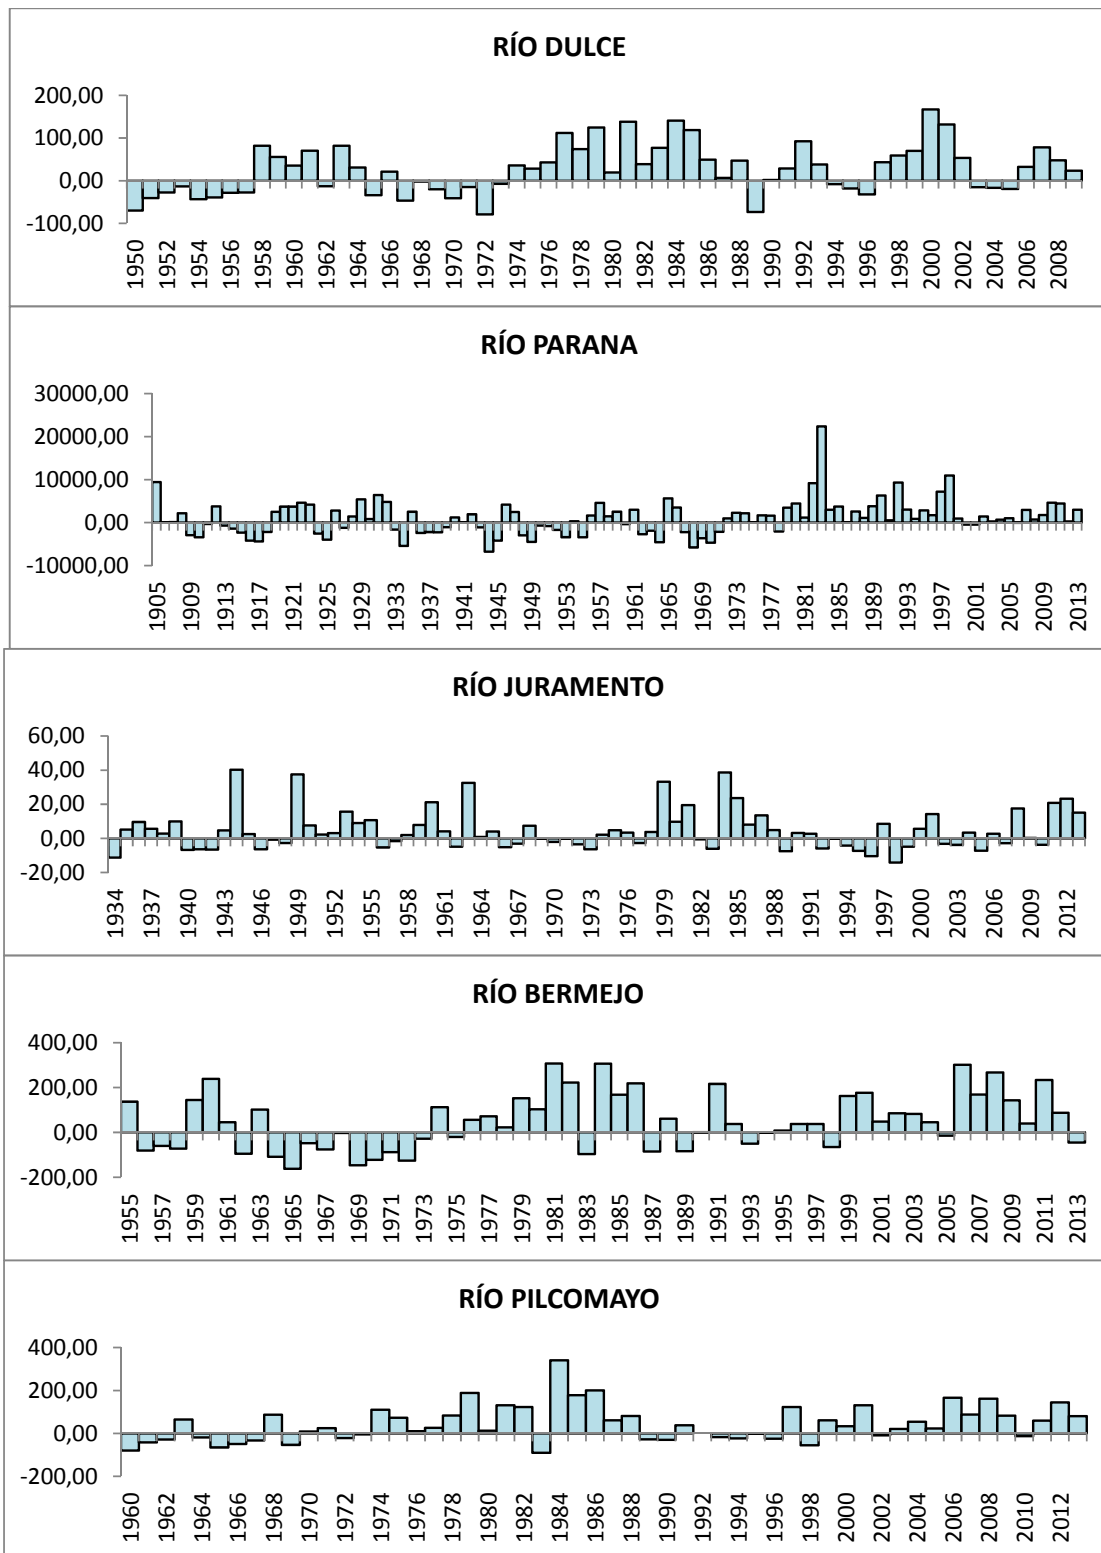 RÍO DULCE
200,00
100,00
0,00
-100,00
1950 1952 1954 1956 1958 1960 1962 1964 1966 1968 1970 1972 1974 1976 1978 1980 1982 1984 1986 1988 1990 1992 1994 1996 1998 2000 2002 2004 2006 2008
RÍO PARANA
30000,00
20000,00
10000,00
0,00
-10000,00
1905 1909 1913 1917 1921 1925 1929 1933 1937 1941 1945 1949 1953 1957 1961 1965 1969 1973 1977 1981 1985 1989 1993 1997 2001 2005 2009 2013
RÍO JURAMENTO
60,00
40,00
20,00
0,00
-20,00
1934 1937 1940 1943 1946 1949 1952 1955 1958 1961 1964 1967 1970 1973 1976 1979 1982 1985 1988 1991 1994 1997 2000 2003 2006 2009 2012
RÍO BERMEJO
400,00
200,00
0,00
-200,00
1955 1957 1959 1961 1963 1965 1967 1969 1971 1973 1975 1977 1979 1981 1983 1985 1987 1989 1991 1993 1995 1997 1999 2001 2003 2005 2007 2009 2011 2013
RÍO PILCOMAYO
400,00
200,00
0,00
-200,00
1960 1962 1964 1966 1968 1970 1972 1974 1976 1978 1980 1982 1984 1986 1988 1990 1992 1994 1996 1998 2000 2002 2004 2006 2008 2010 2012